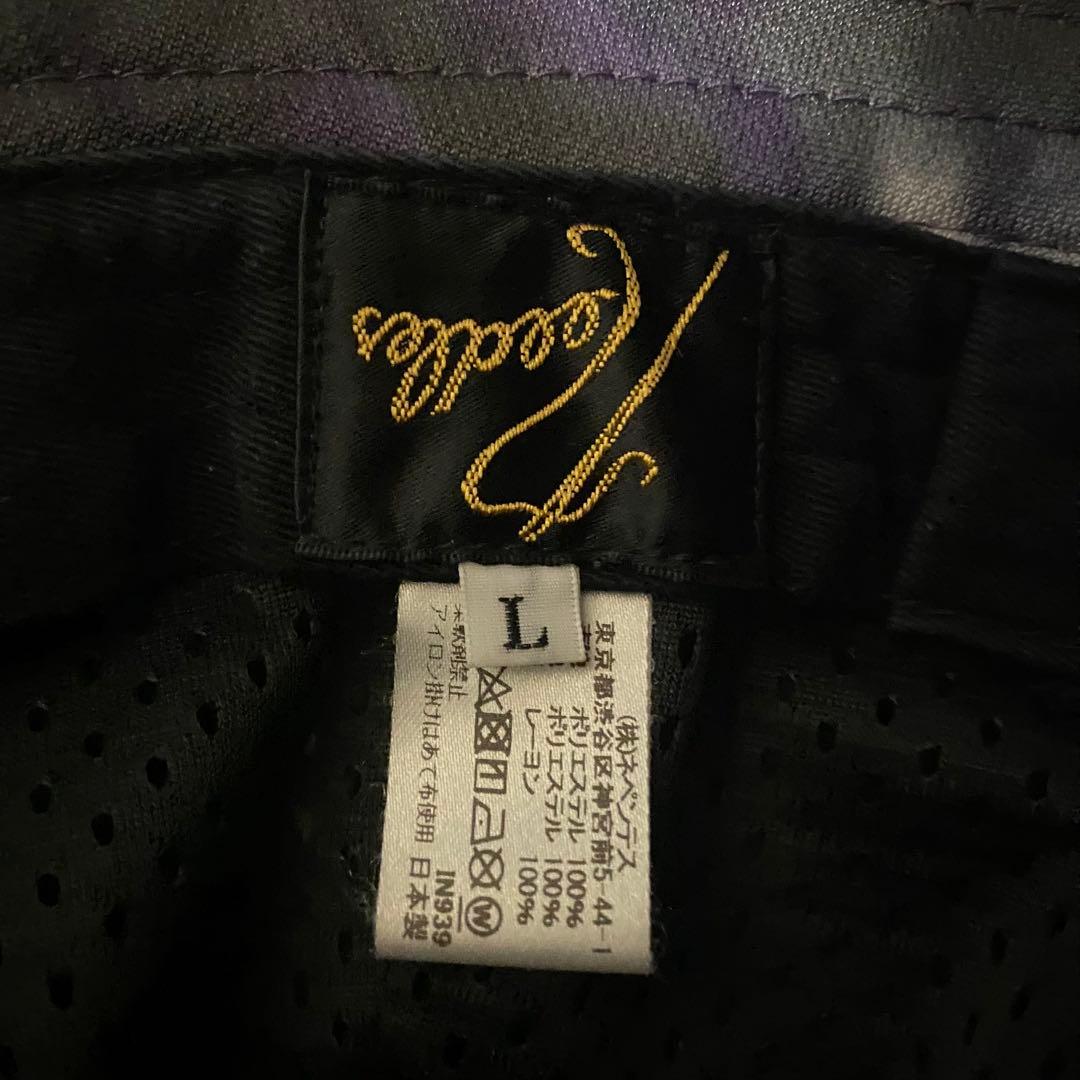 Needles
L
(株)ネペンテス
東京都渋谷区神宮前5-44-1
ポリエステル 100%
ポリエステル 100%
レーヨン 100%
W
※軟剤禁止
アイロン掛けはあて布使用
IN939
日本製